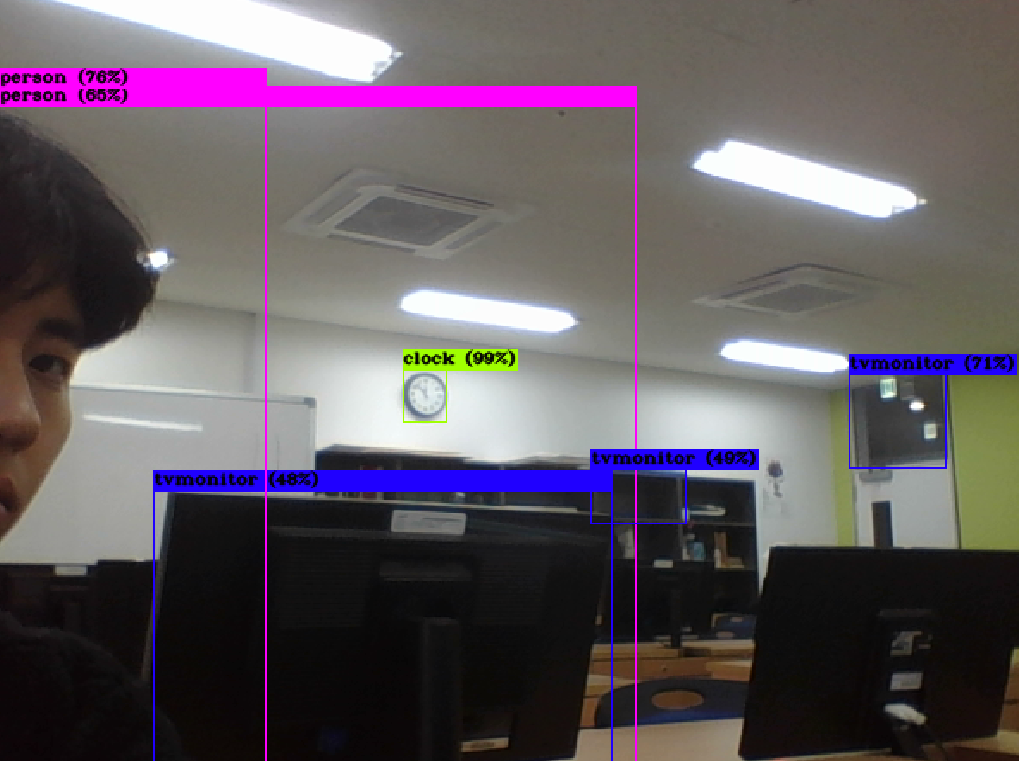 person (76%)
person (65%)
clock (99%)
tvmonitor (71%)
tvmonitor (49%)
tvmonitor (48%)